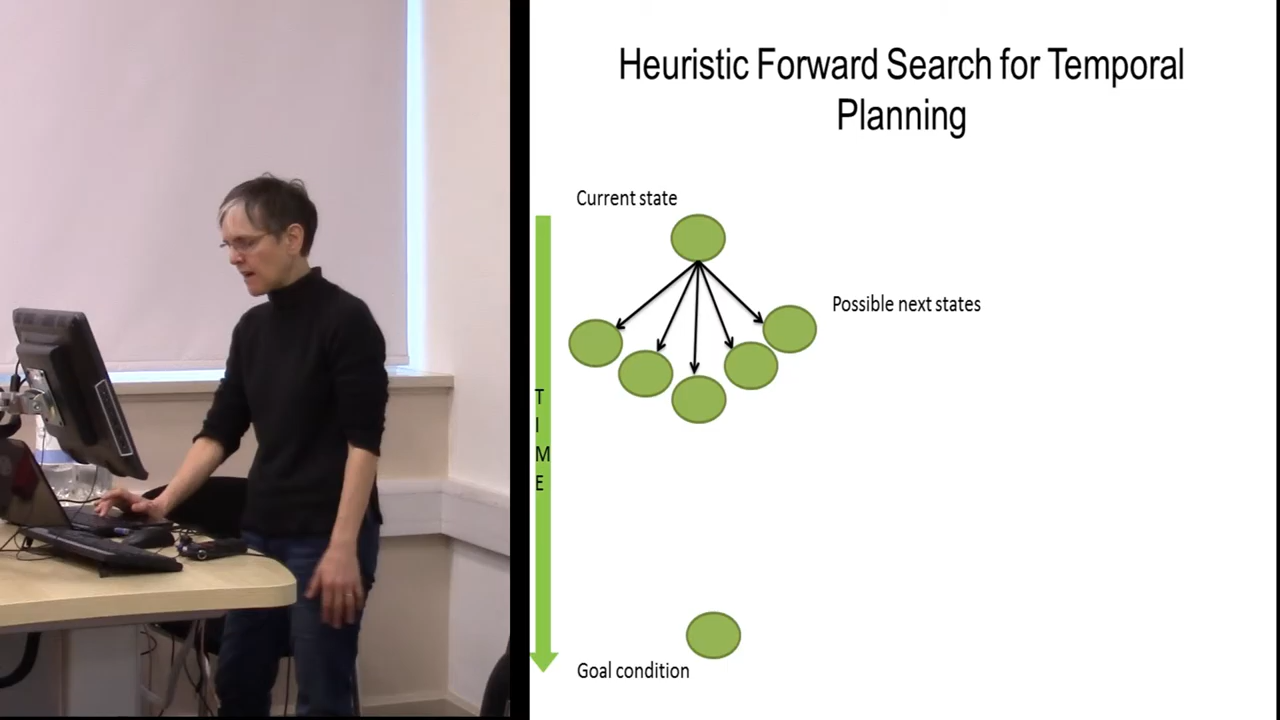 Heuristic Forward Search for Temporal
Planning
Current state
Possible next states
T
I
M
E
Goal condition